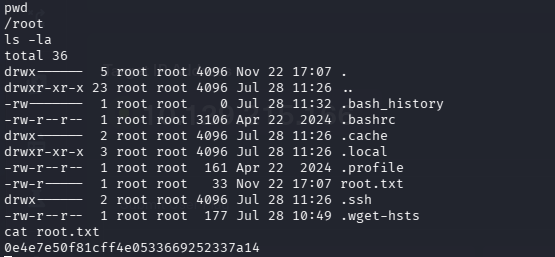 pwd
/root
ls -la
total 36
drwx------  5 root root 4096 Nov 22 17:07 .
drwxr-xr-x 23 root root 4096 Jul 28 11:26 ..
-rw-------  1 root root    0 Jul 28 11:32 .bash_history
-rw-r--r--  1 root root 3106 Apr 22  2024 .bashrc
drwx------  2 root root 4096 Jul 28 11:26 .cache
drwxr-xr-x  3 root root 4096 Jul 28 11:26 .local
-rw-r--r--  1 root root  161 Apr 22  2024 .profile
-rw-r-----  1 root root   33 Nov 22 17:07 root.txt
drwx------  2 root root 4096 Jul 28 11:26 .ssh
-rw-r--r--  1 root root  177 Jul 28 10:49 .wget-hsts
cat root.txt
0e4e7e50f81cff4e0533669252337a14